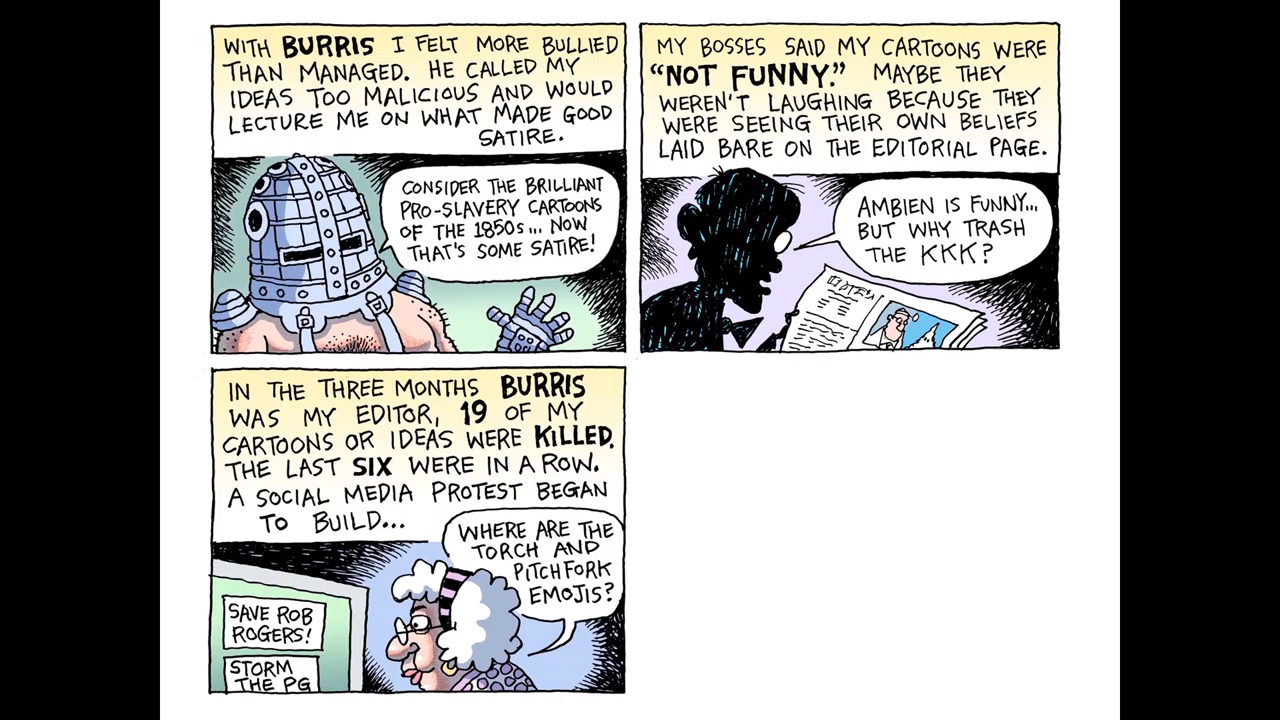 WITH BURRIS I FELT MORE BULLIED
THAN MANAGED. HE CALLED MY
IDEAS TOO MALICIOUS AND WOULD
LECTURE ME ON WHAT MADE GOOD
SATIRE.
CONSIDER THE BRILLIANT
PRO-SLAVERY CARTOONS
OF THE 1850s... NOW
THAT'S SOME SATIRE!
MY BOSSES SAID MY CARTOONS WERE
"NOT FUNNY." MAYBE THEY
WEREN'T LAUGHING BECAUSE THEY
WERE SEEING THEIR OWN BELIEFS
LAID BARE ON THE EDITORIAL PAGE.
AMBIEN IS FUNNY...
BUT WHY TRASH
THE KKK?
IN THE THREE MONTHS BURRIS
WAS MY EDITOR, 19 OF MY
CARTOONS OR IDEAS WERE KILLED.
THE LAST SIX WERE IN A ROW.
A SOCIAL MEDIA PROTEST BEGAN
TO BUILD...
WHERE ARE THE
TORCH AND
PITCHFORK
EMOJIS?
SAVE ROB
ROGERS!
STORM
THE PG